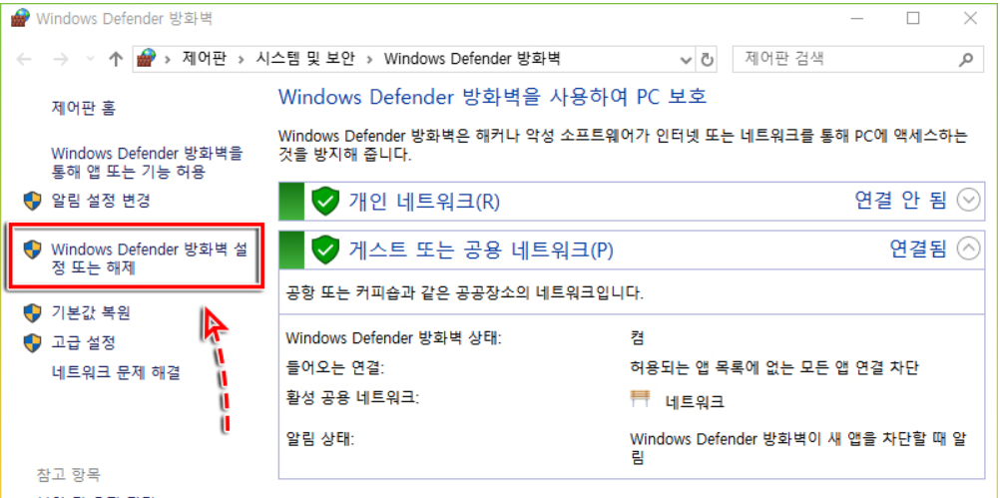 Windows Defender 방화벽
제어판 › 시스템 및 보안 › Windows Defender 방화벽
제어판 검색
제어판 홈
Windows Defender 방화벽을
통해 앱 또는 기능 허용
알림 설정 변경
Windows Defender 방화벽 설
정 또는 해제
기본값 복원
고급 설정
네트워크 문제 해결
참고 항목
Windows Defender 방화벽을 사용하여 PC 보호
Windows Defender 방화벽은 해커나 악성 소프트웨어가 인터넷 또는 네트워크를 통해 PC에 액세스하는
것을 방지해 줍니다.
개인 네트워크(R) 연결 안 됨
게스트 또는 공용 네트워크(P) 연결됨
공항 또는 커피숍과 같은 공공장소의 네트워크입니다.
Windows Defender 방화벽 상태: 켬
들어오는 연결: 허용되는 앱 목록에 없는 모든 앱 연결 차단
활성 공용 네트워크: 네트워크
알림 상태: Windows Defender 방화벽이 새 앱을 차단할 때 알
림